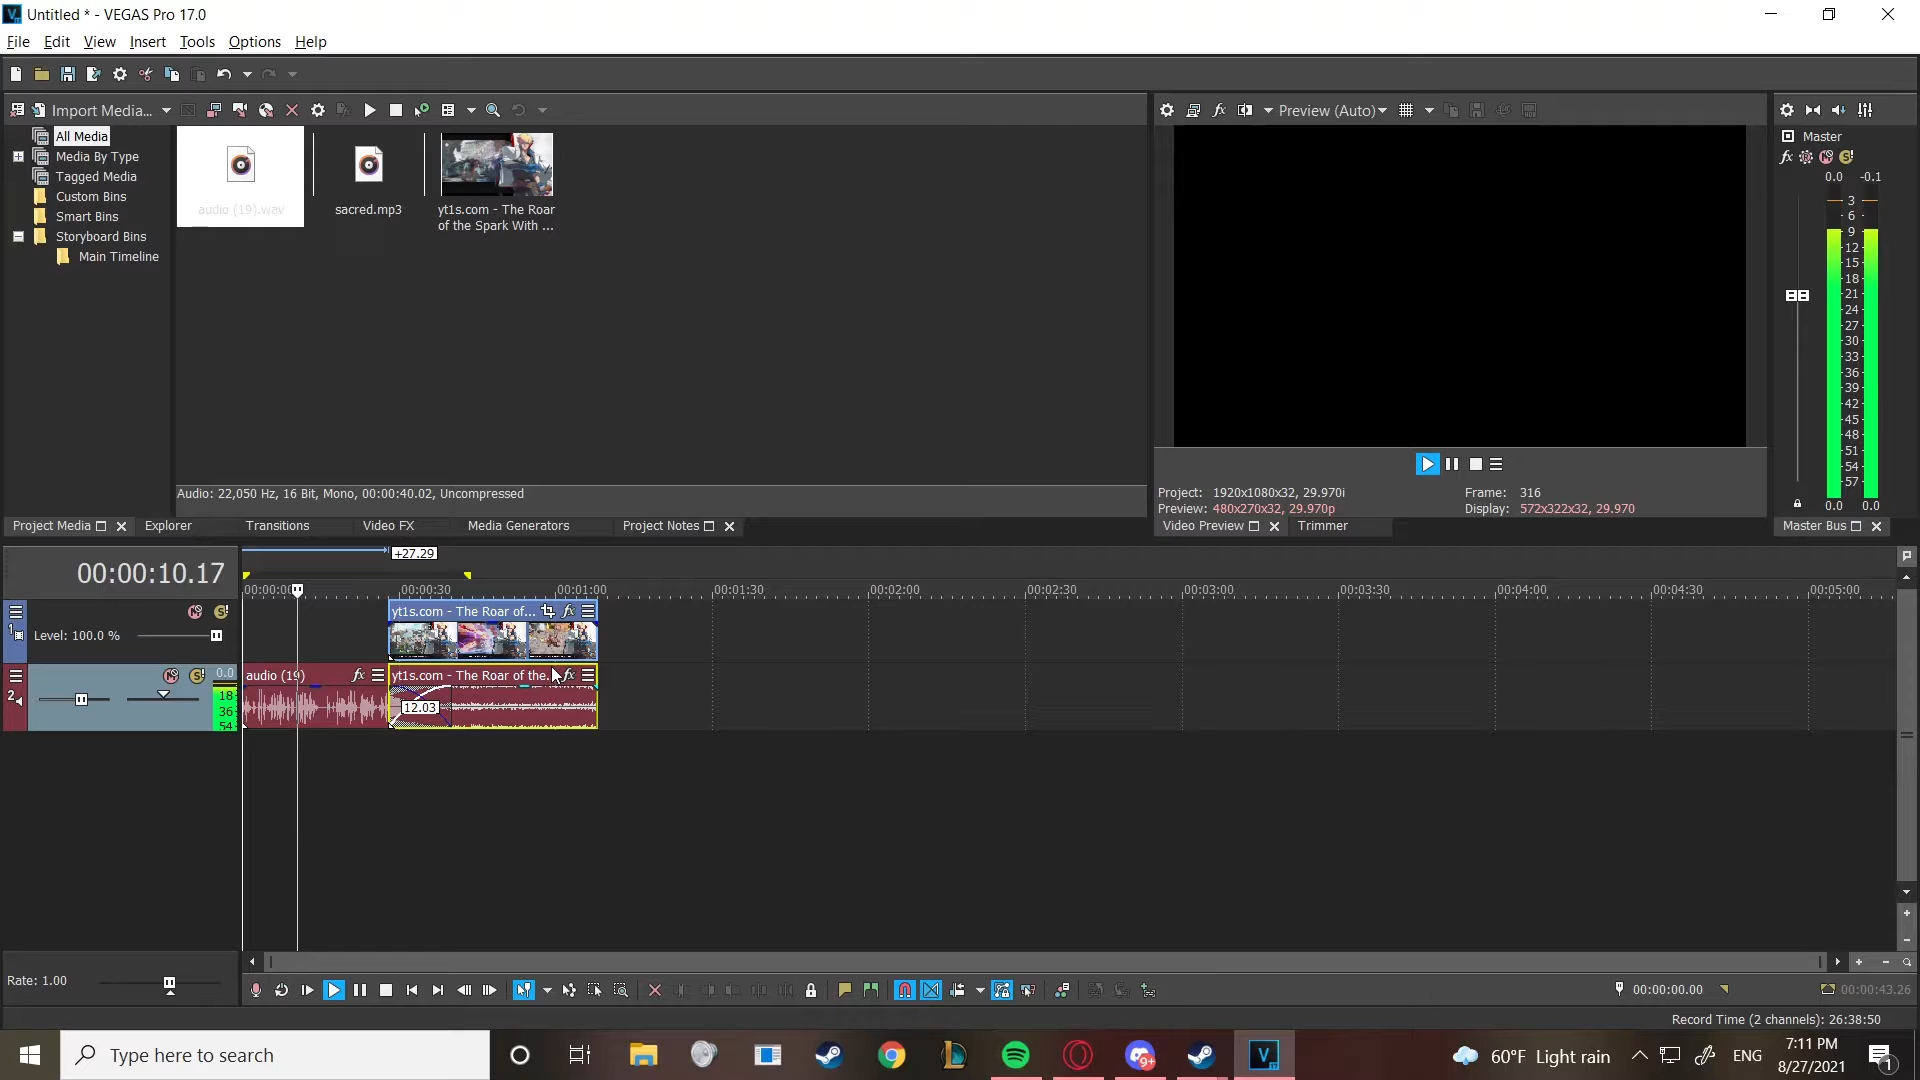 Untitled * - VEGAS Pro 17.0
File Edit View Insert Tools Options Help
Import Media...
Preview (Auto)
All Media
Media By Type
Tagged Media
Custom Bins
Smart Bins
Storyboard Bins
Main Timeline
audio (19).wav
sacred.mp3
yt1s.com - The Roar
of the Spark With ...
Master
0.0 -0.1
3
6
9
12
15
18
21
24
27
30
33
36
39
42
45
48
51
54
57
0.0 0.0
Audio: 22,050 Hz, 16 Bit, Mono, 00:00:40.02, Uncompressed
Project: 1920x1080x32, 29.970i
Frame: 316
Preview: 480x270x32, 29.970p
Display: 572x322x32, 29.970
Project Media Explorer Transitions Video FX Media Generators Project Notes
Video Preview Trimmer
Master Bus
+27.29
00:00:10.17
00:00:30 00:01:00 00:01:30 00:02:00 00:02:30 00:03:00 00:03:30 00:04:00 00:04:30 00:05:00
1
Level: 100.0 %
yt1s.com - The Roar of... fx
2
0.0
18
36
54
audio (19) fx
yt1s.com - The Roar of the. fx
12.03
Rate: 1.00
00:00:00.00
00:00:43.26
Record Time (2 channels): 26:38:50
Type here to search
9+
V
60°F Light rain
ENG
7:11 PM
8/27/2021
1